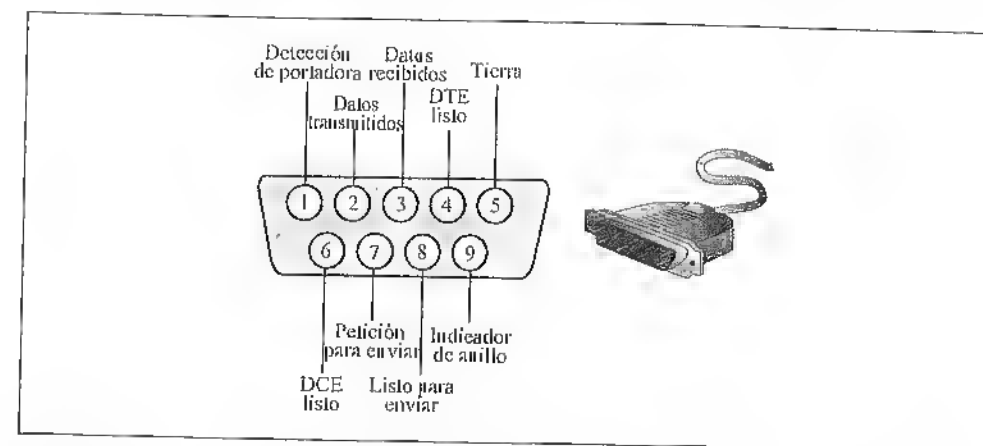 Detección
de portadora
Datos
recibidos
Tierra
Datos
transmitidos
DTE
listo
1 2 3 4 5
6 7 8 9
Petición
para enviar
Indicador
de anillo
DCE
listo
Listo para
enviar